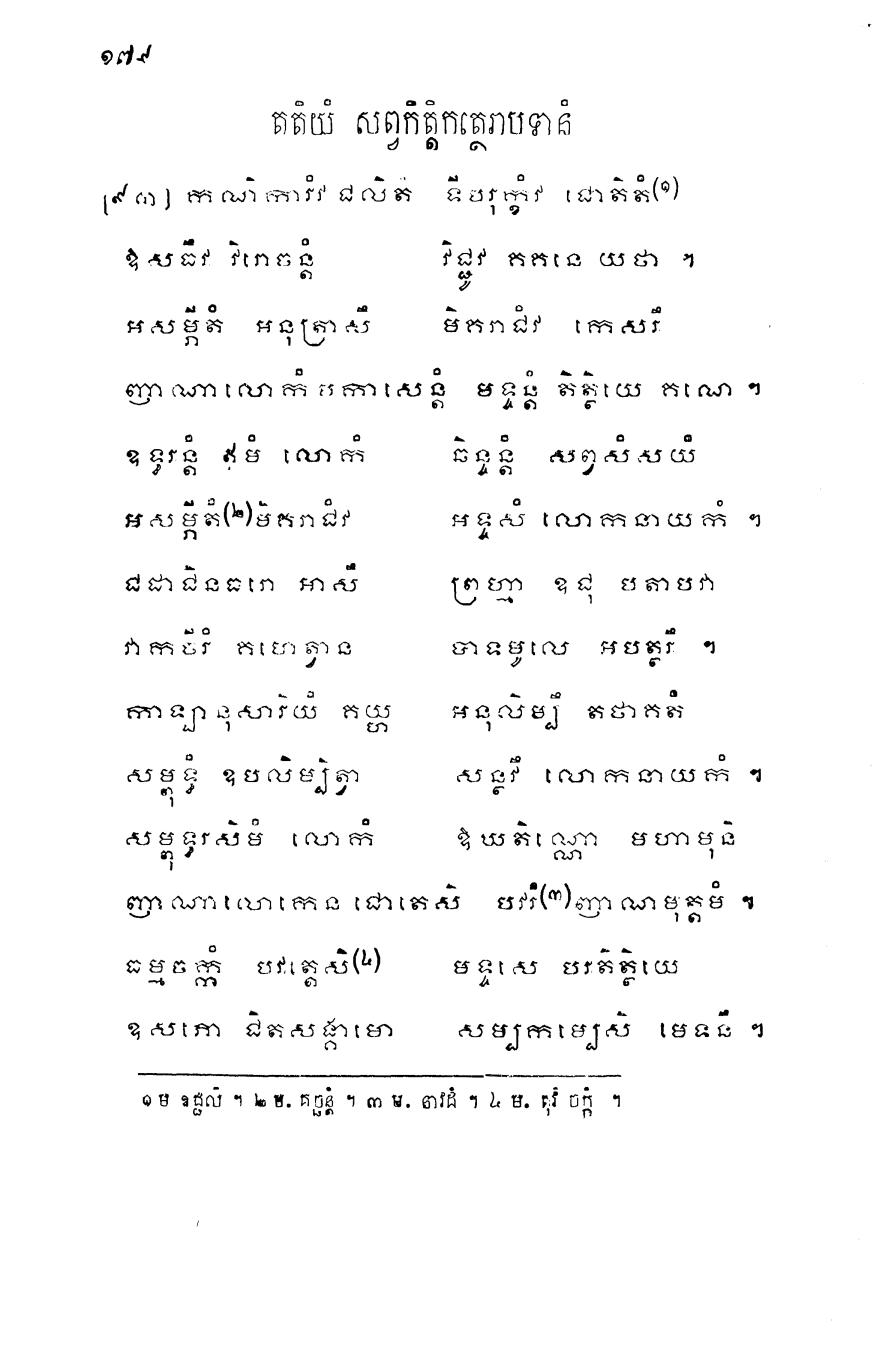 ១៧៩
តតិយំ សព្វកិត្តិកត្ថេរាបទានំ
[៩៣] កណិការំវ ជលិតំ ទីបរុក្ខំវ ជោតិតំ(១)
ឱសធឹវ វិរោចន្តំ វិជ្ជូវ គគនេ យថា ។
អសម្ភីតំ អនុត្រាសឹ មិគរាជំវ កេសរឹ
ញាណាលោកំ បកាសេន្តំ មទ្ទន្តំ តិត្ថិយេ គណេ ។
ឧទ្ធរន្តំ ឥមំ លោកំ ឆិន្ទន្តំ សព្វសំសយំ
អសម្ភីតំ(២)មិគរាជំវ អទ្ទសំ លោកនាយកំ ។
ជដាជិនធរោ អាសឹ ព្រហ្មា ឧជុ បតាបវា
វាកចីរំ គហេត្វាន បាទមូលេ អបត្ថរឹ ។
កាឡានុសារិយំ គយ្ហ អនុលិម្បឹ តថាគតំ
សម្ពុទ្ធំ ឧបលិម្បិត្វា សន្ថវឹ លោកនាយកំ ។
សម្ពុទ្ធរសិមំ លោកំ ឱឃតិណ្ណោ មហាមុនិ
ញាណាលោកេន ជោតេសិ បវរំ(៣)ញាណមុត្តមំ ។
ធម្មចក្កំ បវត្តេសិ(៤) មទ្ទសេ បរតិត្ថិយេ
ឧសភោ ជិតសង្គាមោ សម្បកម្បេសិ មេទនឹ ។
១ ម ឧជ្ជលំ ។ ២ ម. គច្ឆន្តំ ។ ៣ ម. នាវដំ ។ ៤ ម. ចក្កំ ។